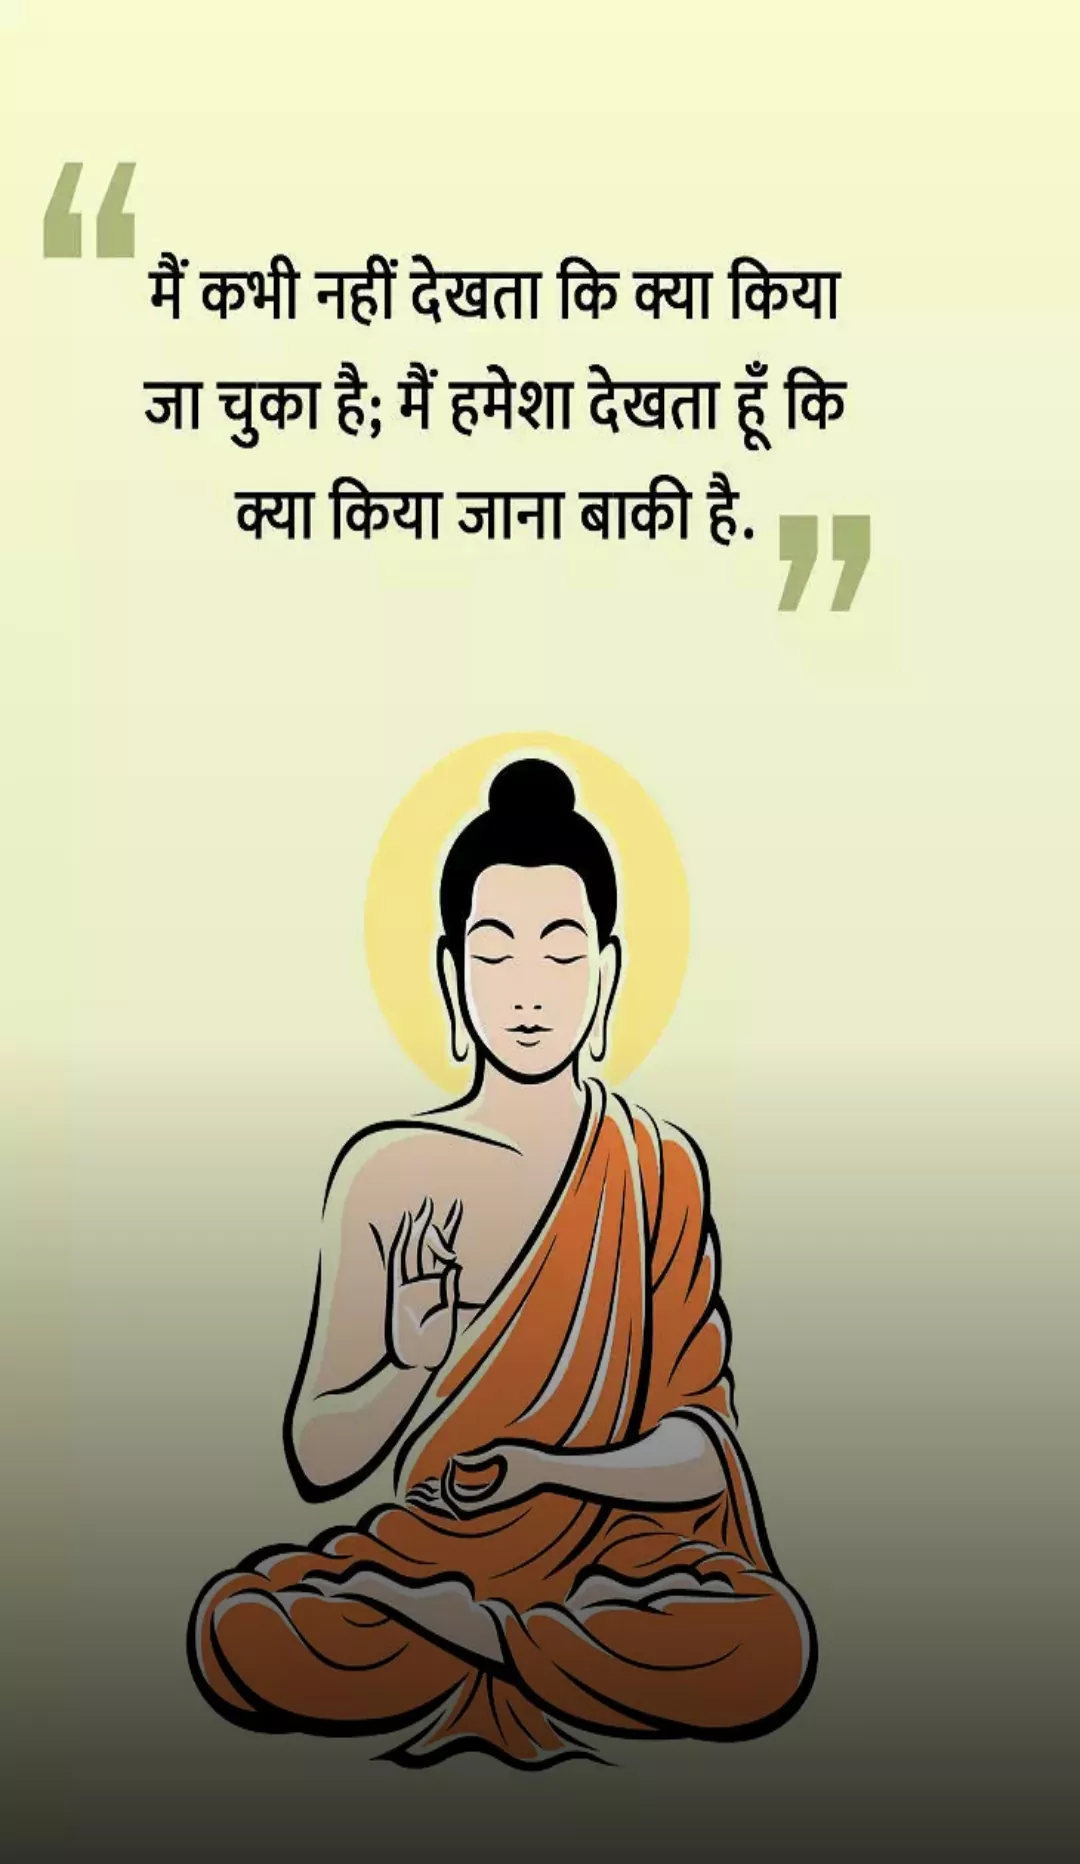 “मैं कभी नहीं देखता कि क्या किया
जा चुका है; मैं हमेशा देखता हूँ कि
क्या किया जाना बाकी है.”